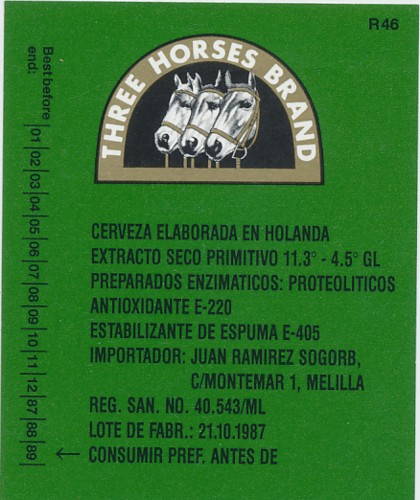 R46
THREE HORSES BRAND
Best before
end:
01 02 03 04 05 06 07 08 09 10 11 12 87 88 89
CERVEZA ELABORADA EN HOLANDA
EXTRACTO SECO PRIMITIVO 11.3° - 4.5° GL
PREPARADOS ENZIMATICOS: PROTEOLITICOS
ANTIOXIDANTE E-220
ESTABILIZANTE DE ESPUMA E-405
IMPORTADOR: JUAN RAMIREZ SOGORB,
C/MONTEMAR 1, MELILLA
REG. SAN. NO. 40.543/ML
LOTE DE FABR.: 21.10.1987
← CONSUMIR PREF. ANTES DE